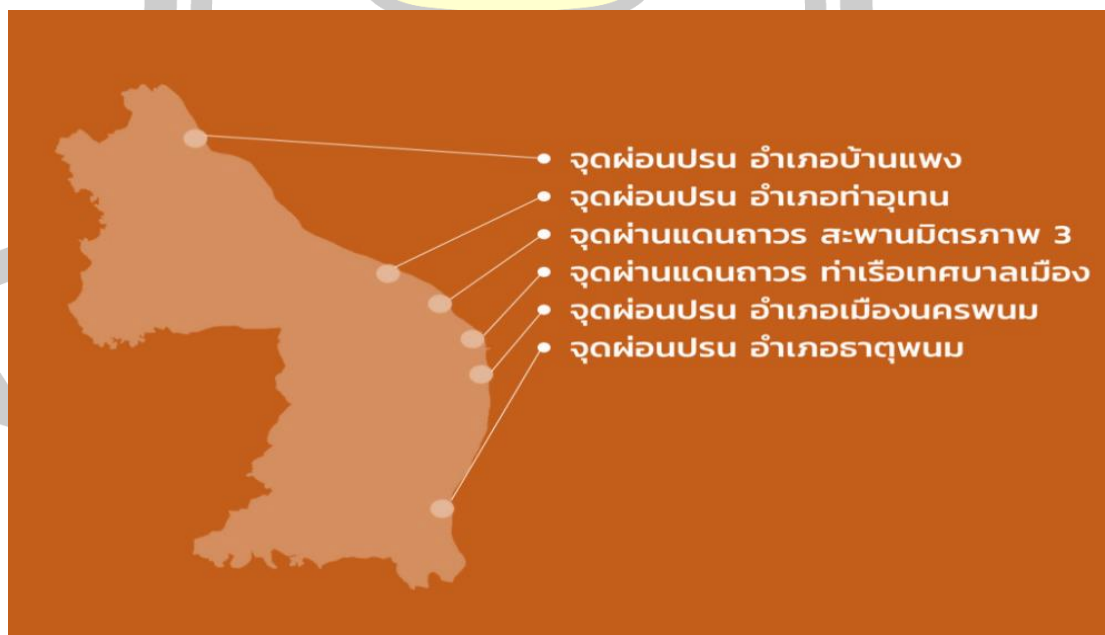 จุดผ่อนปรน อำเภอบ้านแพง
จุดผ่อนปรน อำเภอท่าอุเทน
จุดผ่านแดนถาวร สะพานมิตรภาพ 3
จุดผ่านแดนถาวร ท่าเรือเทศบาลเมือง
จุดผ่อนปรน อำเภอเมืองนครพนม
จุดผ่อนปรน อำเภอธาตุพนม